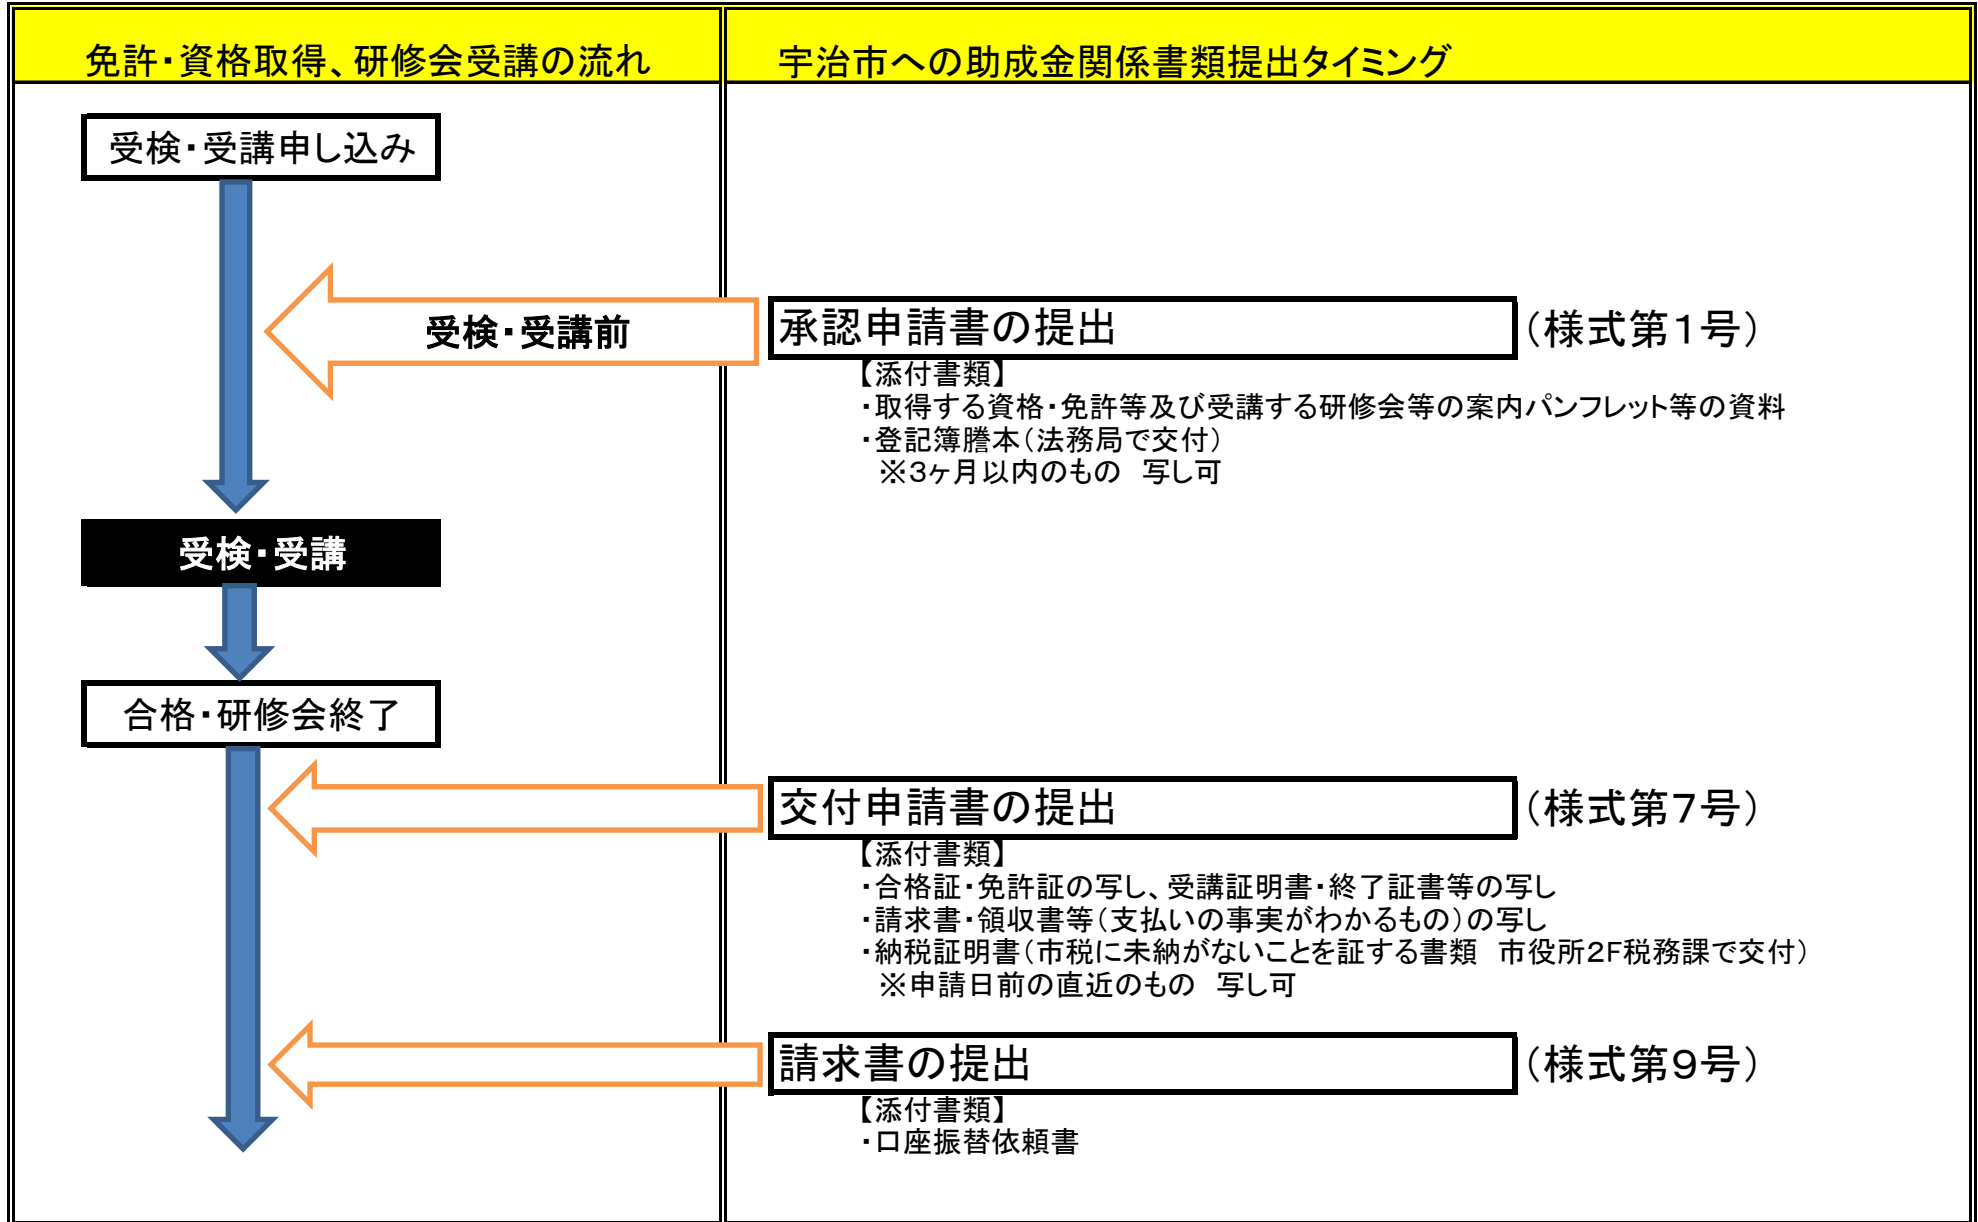 免許・資格取得、研修会受講の流れ
宇治市への助成金関係書類提出タイミング
受検・受講申し込み
受検・受講前
承認申請書の提出
（様式第１号）
【添付書類】
・取得する資格・免許等及び受講する研修会等の案内パンフレット等の資料
・登記簿謄本（法務局で交付）
※3ヶ月以内のもの　写し可
受検・受講
合格・研修会終了
交付申請書の提出
（様式第７号）
【添付書類】
・合格証・免許証の写し、受講証明書・終了証書等の写し
・請求書・領収書等（支払いの事実がわかるもの）の写し
・納税証明書（市税に未納がないことを証する書類　市役所2F税務課で交付）
※申請日前の直近のもの　写し可
請求書の提出
（様式第９号）
【添付書類】
・口座振替依頼書